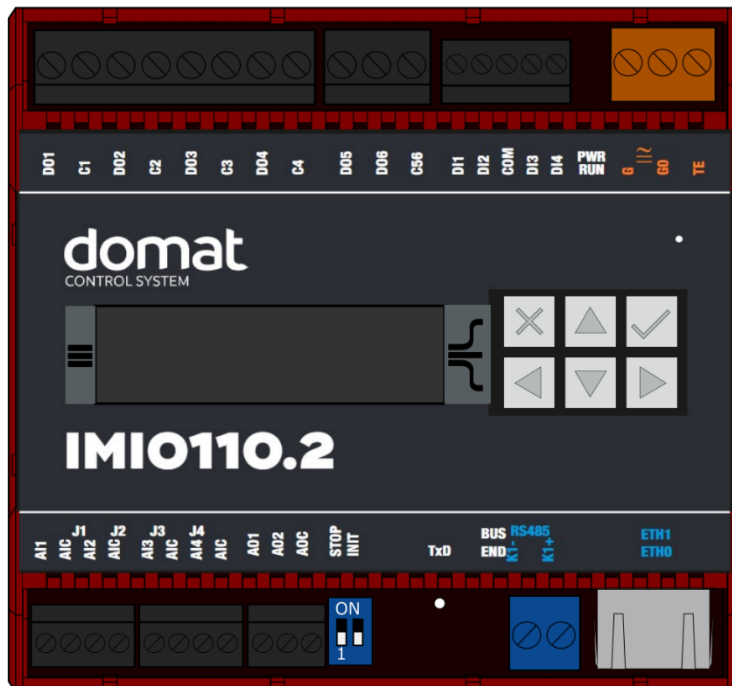 DO1 C1 DO2 C2 DO3 C3 DO4 C4 DO5 DO6 C56 DI1 DI2 COM DI3 DI4 PWR RUN G G0 TE
domat
CONTROL SYSTEM
IMIO110.2
AI1 AIC J1 AI2 J2 AIC AI3 J3 AIC J4 AI4 AIC AO1 AO2 AOC STOP INIT TxD BUS END RS485 K1- K1+ ETH1 ETH0
ON
1